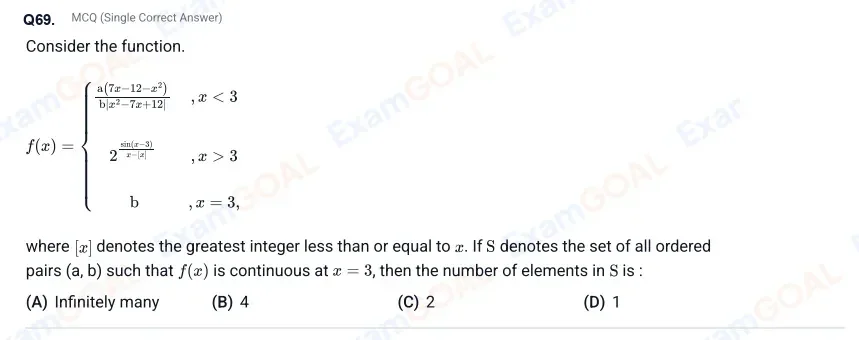 Q69. MCQ (Single Correct Answer)
Consider the function.
f(x) = { a(7x−12−x²) / b|x²−7x+12| , x < 3
2^(sin(x−3) / x−[x]) , x > 3
b , x = 3,
where [x] denotes the greatest integer less than or equal to x. If S denotes the set of all ordered
pairs (a, b) such that f(x) is continuous at x = 3, then the number of elements in S is :
(A) Infinitely many (B) 4 (C) 2 (D) 1
ExamGOAL